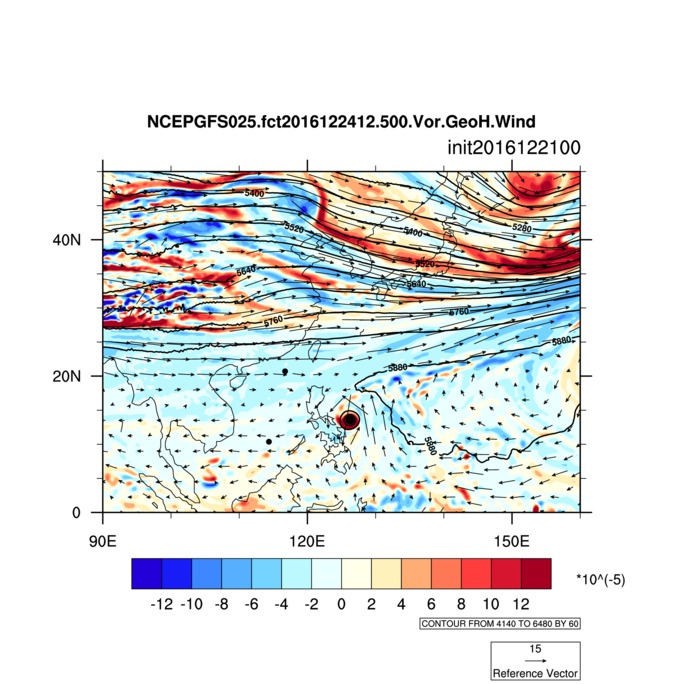 NCEPGFS025.fct2016122412.500.Vor.GeoH.Wind
init2016122100
5400
5280
5520
5400
40N
5520
5640
5640
5760
5760
5880
5880
20N
5880
0
90E 120E 150E
-12 -10 -8 -6 -4 -2 0 2 4 6 8 10 12 *10^(-5)
CONTOUR FROM 4140 TO 6480 BY 60
15
Reference Vector